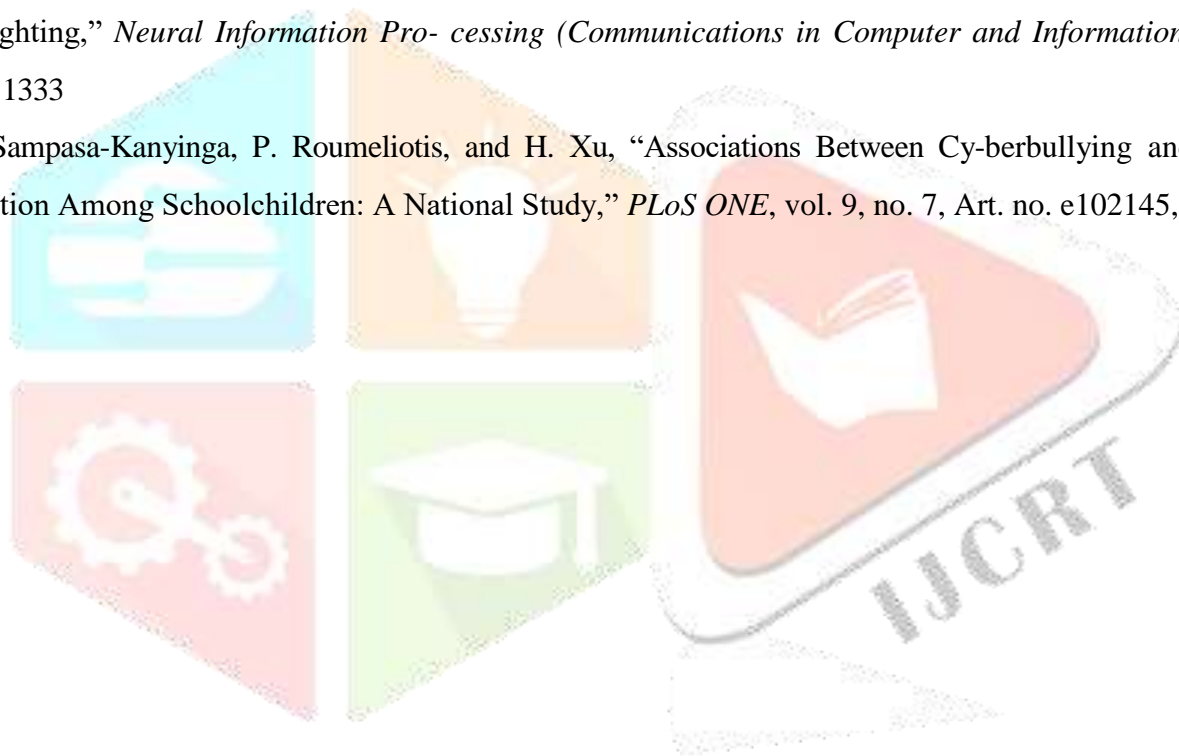 ghting,” Neural Information Pro- cessing (Communications in Computer and Information
1333
Sampasa-Kanyinga, P. Roumeliotis, and H. Xu, “Associations Between Cy-berbullying and
tion Among Schoolchildren: A National Study,” PLoS ONE, vol. 9, no. 7, Art. no. e102145,
IJCRT